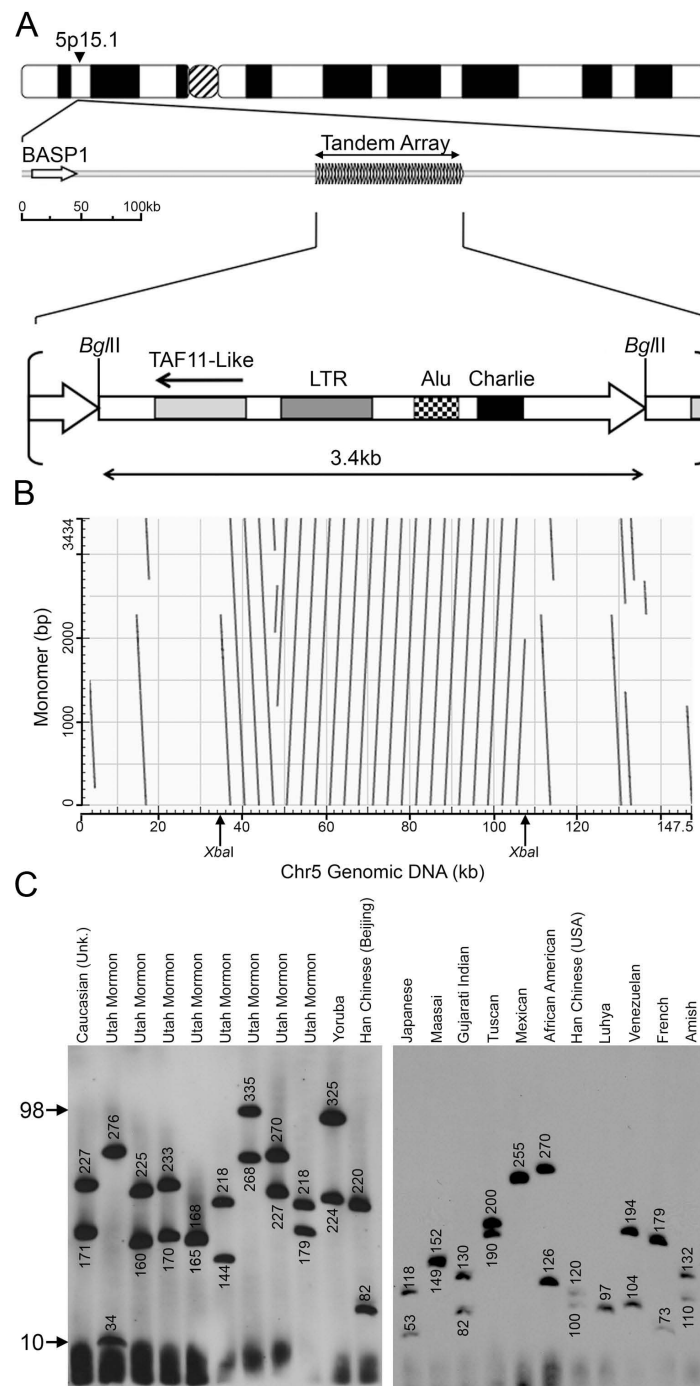 A
5p15.1
BASP1
Tandem Array
0 50 100kb
BglII BglII
TAF11-Like
LTR Alu Charlie
3.4kb
B
Monomer (bp)
3434
2000
1000
0
0 20 40 60 80 100 120 147.5
XbaI XbaI
Chr5 Genomic DNA (kb)
C
Caucasian (Unk.)
Utah Mormon
Utah Mormon
Utah Mormon
Utah Mormon
Utah Mormon
Utah Mormon
Utah Mormon
Utah Mormon
Yoruba
Han Chinese (Beijing)
Japanese
Maasai
Gujarati Indian
Tuscan
Mexican
African American
Han Chinese (USA)
Luhya
Venezuelan
French
Amish
98
10
227
171
276
34
225
160
233
170
168
165
218
144
335
268
270
227
218
179
325
224
220
82
118
53
152
149
130
82
200
190
255
270
126
120
100
97
194
104
179
73
132
110